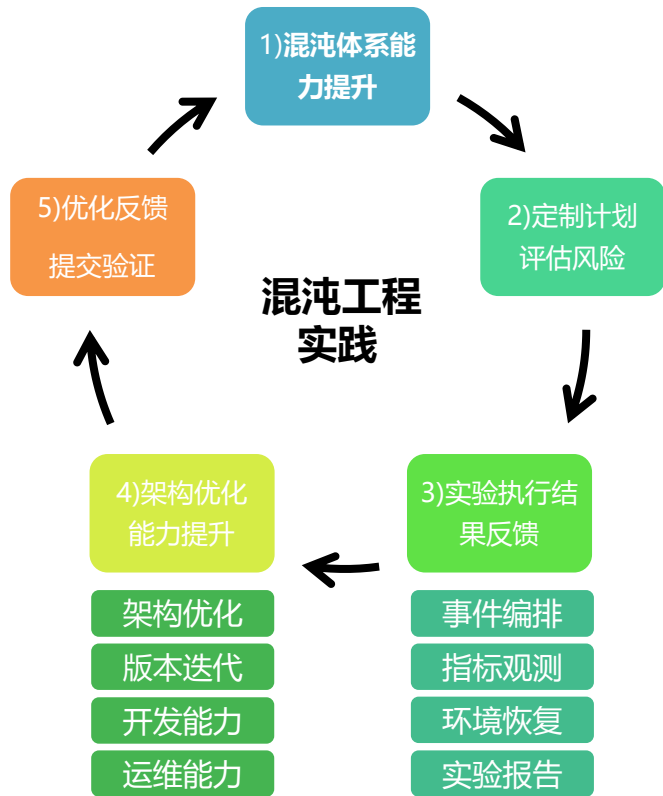 1)混沌体系能
力提升
5)优化反馈
提交验证
2)定制计划
评估风险
混沌工程
实践
4)架构优化
能力提升
3)实验执行结
果反馈
架构优化
版本迭代
开发能力
运维能力
事件编排
指标观测
环境恢复
实验报告